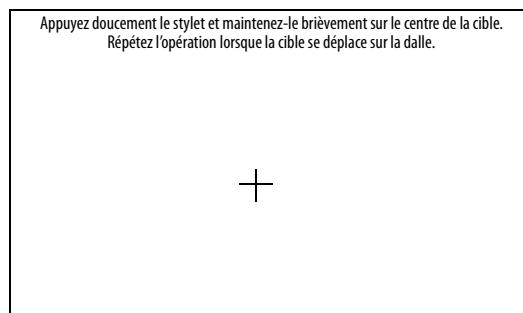 Appuyez doucement le stylet et maintenez-le brièvement sur le centre de la cible.
Répétez l'opération lorsque la cible se déplace sur la dalle.